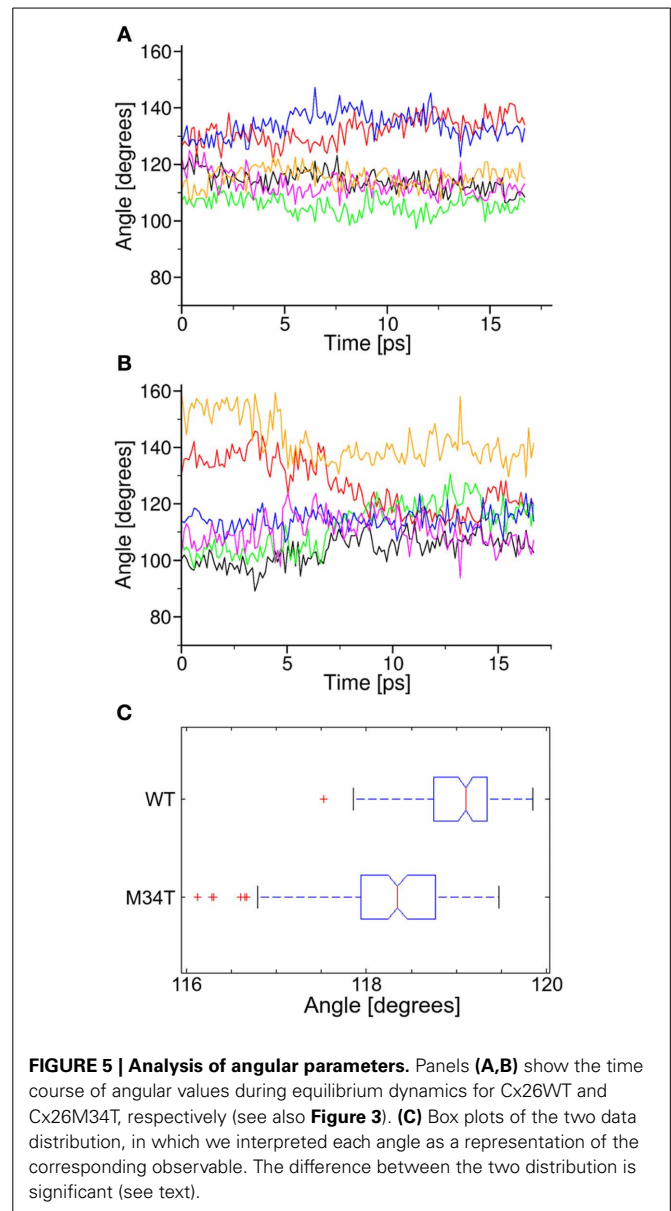 A
160
140
120
100
80
Angle [degrees]
0 5 10 15
Time [ps]
B
160
140
120
100
80
Angle [degrees]
0 5 10 15
Time [ps]
C
WT
M34T
116 118 120
Angle [degrees]
FIGURE 5 | Analysis of angular parameters. Panels (A,B) show the time
course of angular values during equilibrium dynamics for Cx26WT and
Cx26M34T, respectively (see also Figure 3). (C) Box plots of the two data
distribution, in which we interpreted each angle as a representation of the
corresponding observable. The difference between the two distribution is
significant (see text).